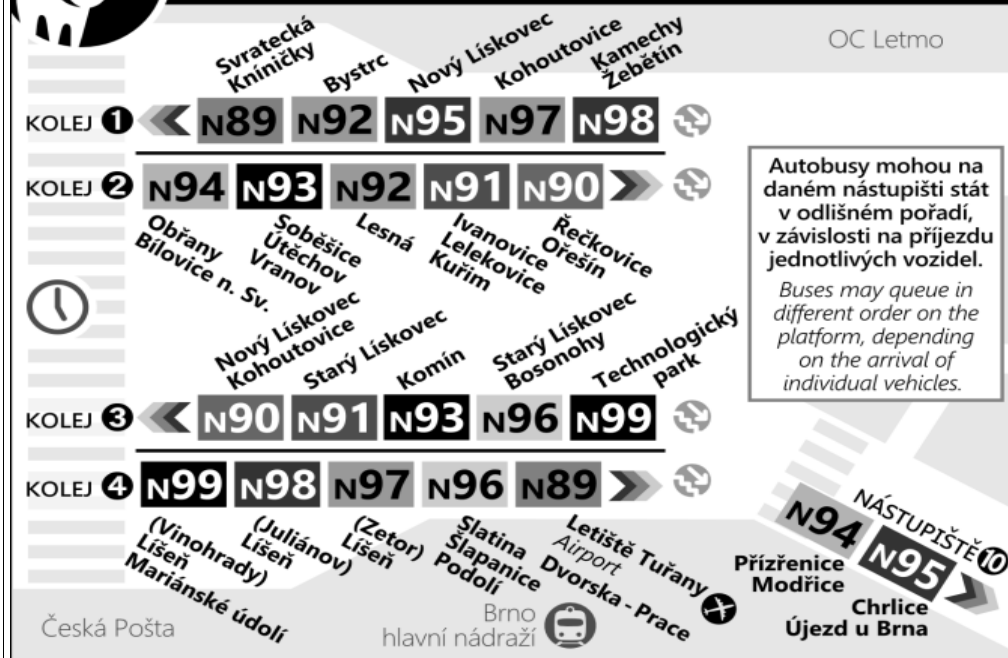 OC Letmo
Svratecká
Kníničky
Bystrc
Nový Lískovec
Kohoutovice
Kamechy
Žebětín
KOLEJ 1 N89 N92 N95 N97 N98
KOLEJ 2 N94 N93 N92 N91 N90
Obřany
Bílovice n. Sv.
Soběšice
Útěchov
Vranov
Lesná
Ivanovice
Lelekovice
Kuřim
Řečkovice
Ořešín
Autobusy mohou na
daném nástupišti stát
v odlišném pořadí,
v závislosti na příjezdu
jednotlivých vozidel.
Buses may queue in
different order on the
platform, depending
on the arrival of
individual vehicles.
Nový Lískovec
Kohoutovice
Starý Lískovec
Komín
Starý Lískovec
Bosonohy
Technologický
park
KOLEJ 3 N90 N91 N93 N96 N99
KOLEJ 4 N99 N98 N97 N96 N89
(Vinohrady)
Líšeň
Mariánské údolí
(Juliánov)
Líšeň
(Zetor)
Líšeň
Slatina
Šlapanice
Podolí
Letiště Tuřany
Airport
Dvorska - Prace
NÁSTUPIŠTĚ 10
N94 N95
Přízřenice
Modřice
Chrlice
Újezd u Brna
Česká Pošta
Brno
hlavní nádraží